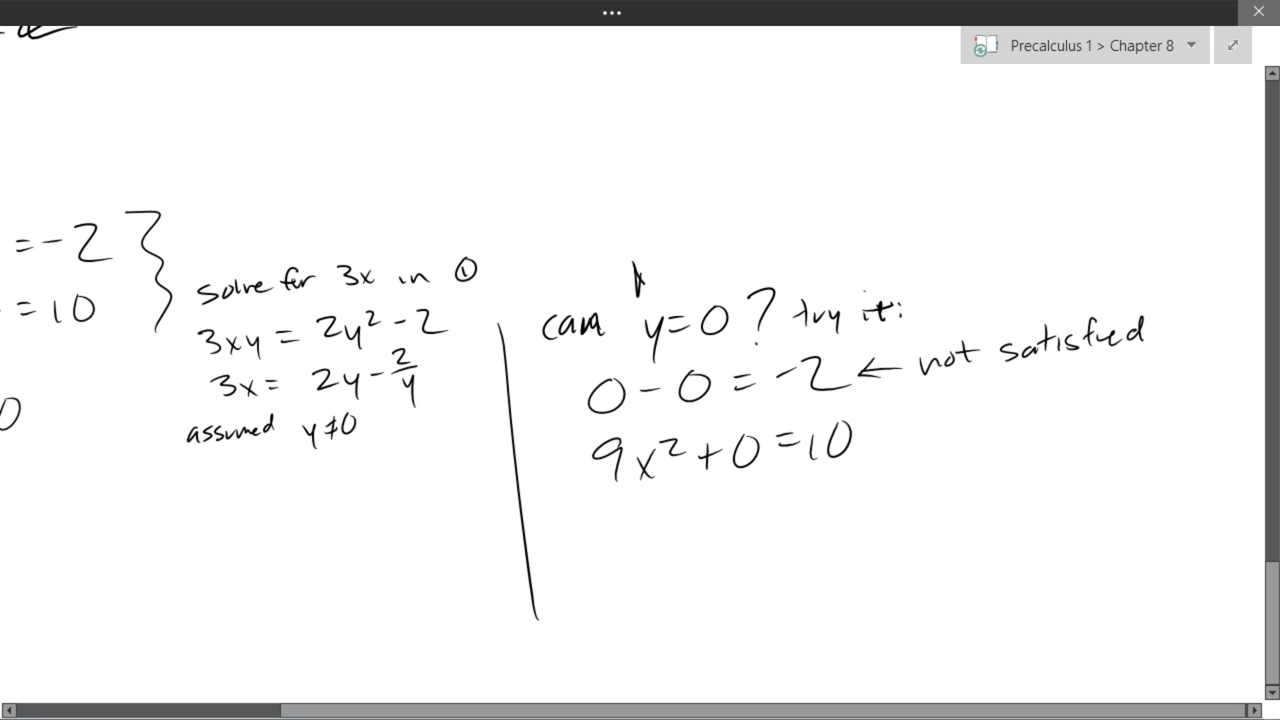 Precalculus 1 > Chapter 8
= -2
= 10
0
solve for 3x in ①
3xy = 2y² - 2
3x = 2y - 2/y
assumed y ≠ 0
can y = 0 ? try it:
0 - 0 = -2 ← not satisfied
9x² + 0 = 10